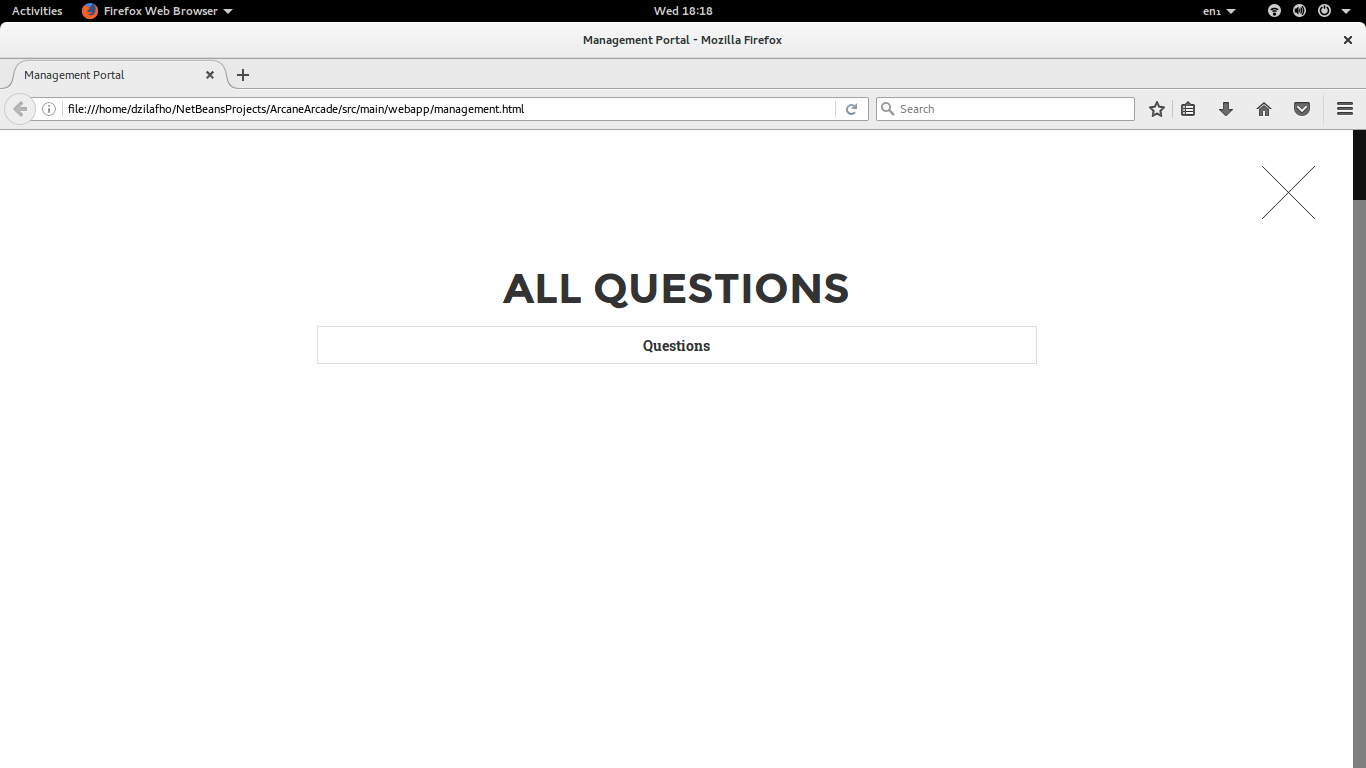 Activities Firefox Web Browser Wed 18:18 en₁
Management Portal - Mozilla Firefox
Management Portal
file:///home/dzilafho/NetBeansProjects/ArcaneArcade/src/main/webapp/management.html Search
ALL QUESTIONS
Questions